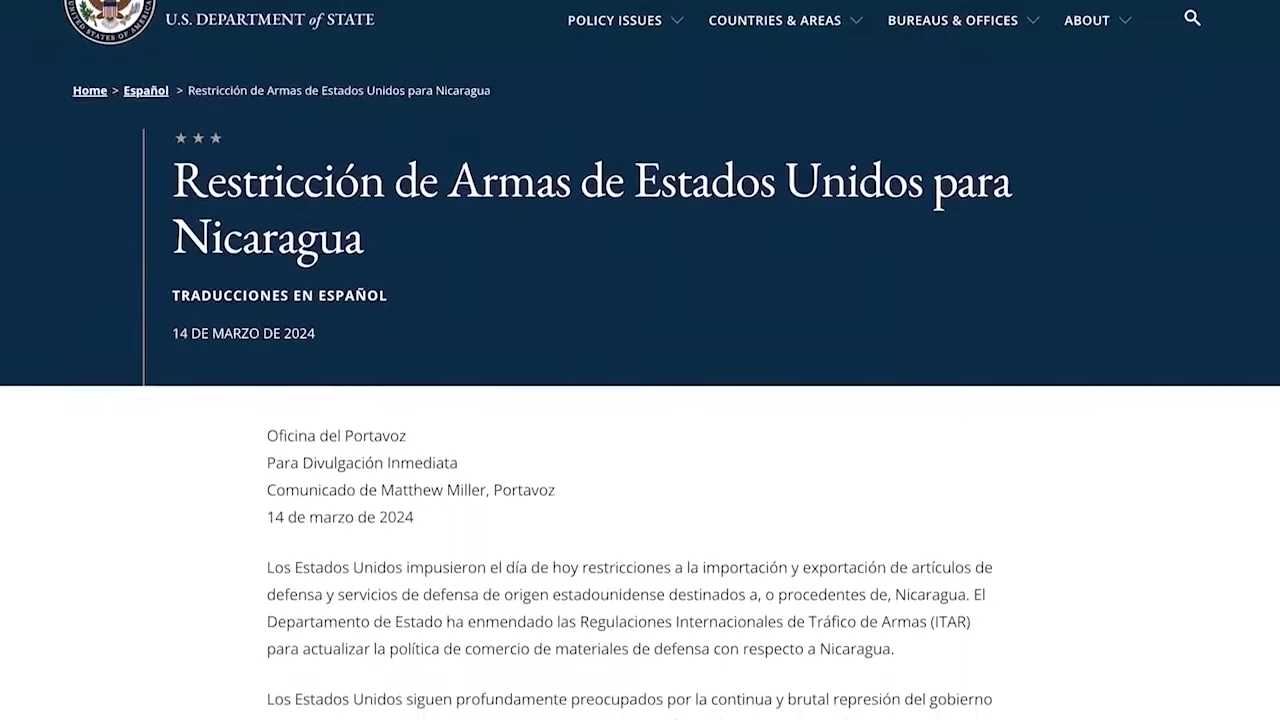 UNITED STATES OF AMERICA
U.S. DEPARTMENT of STATE
POLICY ISSUES
COUNTRIES & AREAS
BUREAUS & OFFICES
ABOUT
Home > Español > Restricción de Armas de Estados Unidos para Nicaragua
Restricción de Armas de Estados Unidos para
Nicaragua
TRADUCCIONES EN ESPAÑOL
14 DE MARZO DE 2024
Oficina del Portavoz
Para Divulgación Inmediata
Comunicado de Matthew Miller, Portavoz
14 de marzo de 2024
Los Estados Unidos impusieron el día de hoy restricciones a la importación y exportación de artículos de
defensa y servicios de defensa de origen estadounidense destinados a, o procedentes de, Nicaragua. El
Departamento de Estado ha enmendado las Regulaciones Internacionales de Tráfico de Armas (ITAR)
para actualizar la política de comercio de materiales de defensa con respecto a Nicaragua.
Los Estados Unidos siguen profundamente preocupados por la continua y brutal represión del gobierno